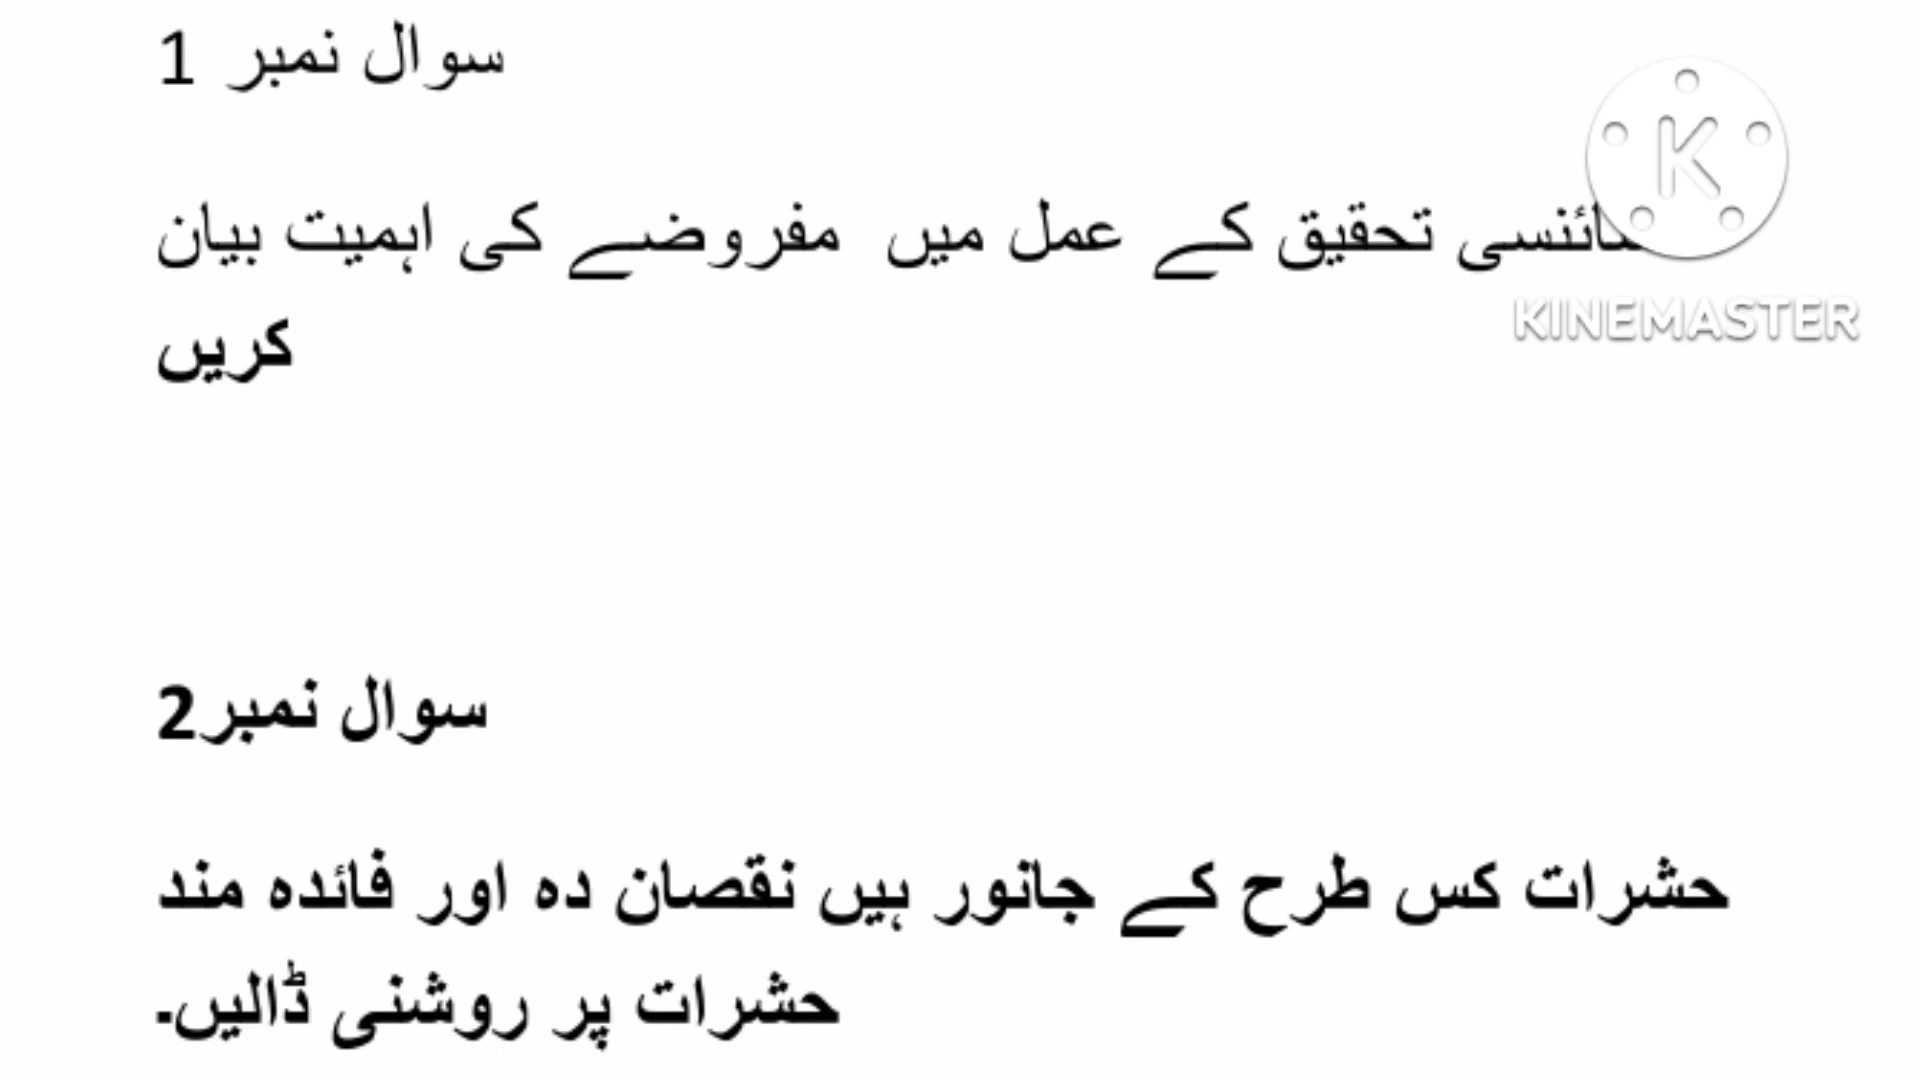 سوال نمبر 1
سائنسی تحقیق کے عمل میں مفروضے کی اہمیت بیان
کریں
KINEMASTER
سوال نمبر2
حشرات کس طرح کے جانور ہیں نقصان دہ اور فائدہ مند
حشرات پر روشنی ڈالیں۔